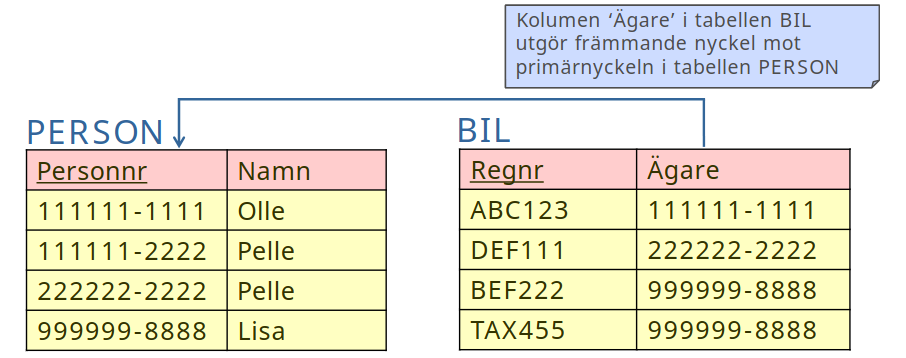 Kolumen ‘Ägare’ i tabellen BIL
utgör främmande nyckel mot
primärnyckeln i tabellen PERSON
PERSON
Personnr Namn
111111-1111 Olle
111111-2222 Pelle
222222-2222 Pelle
999999-8888 Lisa
BIL
Regnr Ägare
ABC123 111111-1111
DEF111 222222-2222
BEF222 999999-8888
TAX455 999999-8888